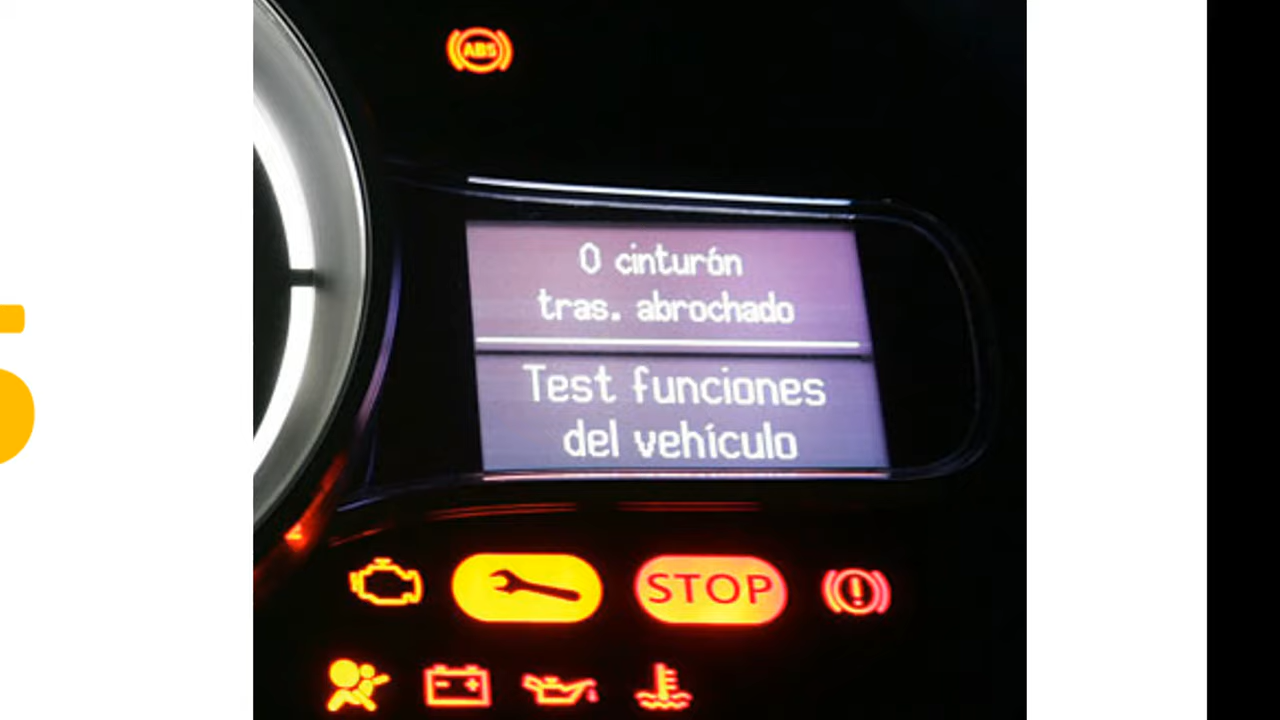 ABS
0 cinturón
tras. abrochado
Test funciones
del vehículo
STOP